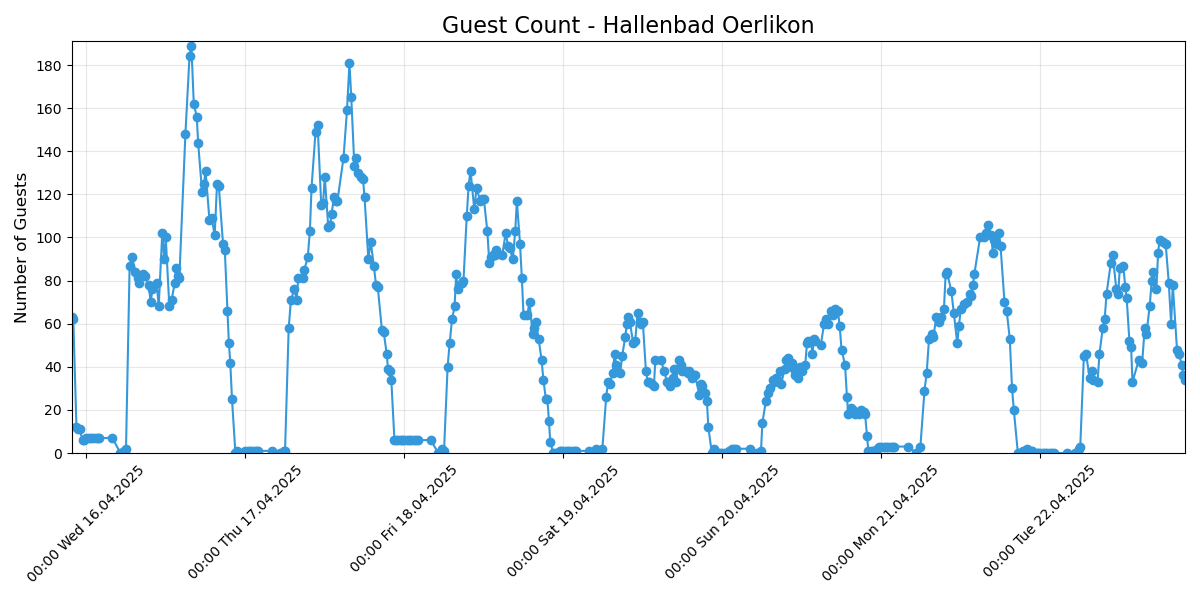 Guest Count - Hallenbad Oerlikon
Number of Guests
180
160
140
120
100
80
60
40
20
0
00:00 Wed 16.04.2025
00:00 Thu 17.04.2025
00:00 Fri 18.04.2025
00:00 Sat 19.04.2025
00:00 Sun 20.04.2025
00:00 Mon 21.04.2025
00:00 Tue 22.04.2025